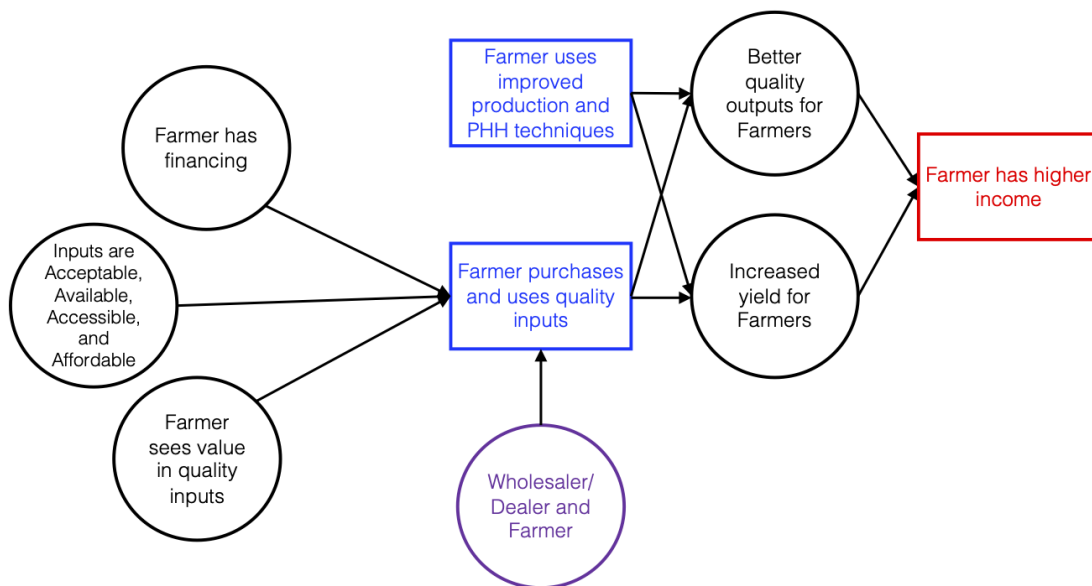 Farmer has
financing
Inputs are
Acceptable,
Available,
Accessible,
and
Affordable
Farmer
sees value
in quality
inputs
Farmer uses
improved
production and
PHH techniques
Farmer purchases
and uses quality
inputs
Wholesaler/
Dealer and
Farmer
Better
quality
outputs for
Farmers
Increased
yield for
Farmers
Farmer has higher
income